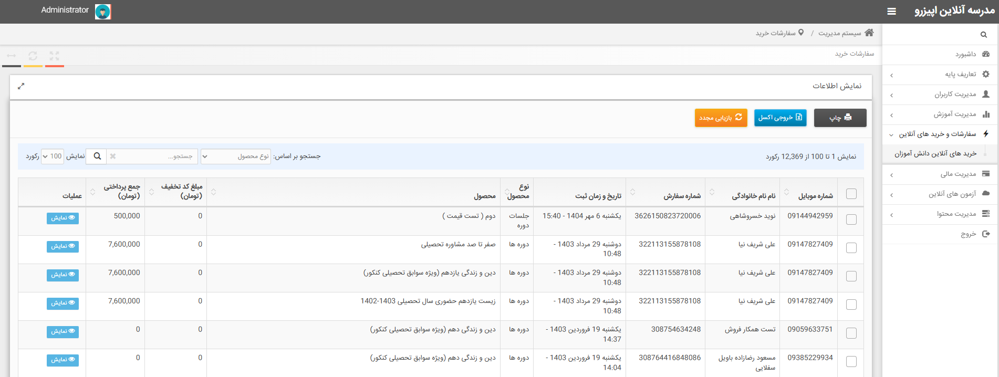 مدرسه آنلاین اپیزرو
Administrator
سیستم مدیریت / سفارشات خرید
سفارشات خرید
داشبورد
تعاریف پایه
مدیریت کاربران
مدیریت آموزش
سفارشات و خرید های آنلاین
خرید های آنلاین دانش آموزان
مدیریت مالی
آزمون های آنلاین
مدیریت محتوا
خروج
نمایش اطلاعات
چاپ
خروجی اکسل
بازیابی مجدد
نمایش 1 تا 100 از 12,369 رکورد
جستجو بر اساس: نوع محصول جستجو... نمایش 100 رکورد
شماره موبایل نام نام خانوادگی شماره سفارش تاریخ و زمان ثبت نوع محصول محصول مبلغ کد تخفیف (تومان) جمع پرداختی (تومان) عملیات
09144942959 نوید خسروشاهی 3626150823720006 یکشنبه 6 مهر 1404 - 15:40 جلسات دوره دوم ( تست قیمت ) 0 500,000 نمایش
09147827409 علی شریف نیا 322113155878108 دوشنبه 29 مرداد 1403 - 10:48 دوره ها صفر تا صد مشاوره تحصیلی 0 7,600,000 نمایش
09147827409 علی شریف نیا 322113155878108 دوشنبه 29 مرداد 1403 - 10:48 دوره ها دین و زندگی یازدهم (ویژه سوابق تحصیلی کنکور) 0 7,600,000 نمایش
09147827409 علی شریف نیا 322113155878108 دوشنبه 29 مرداد 1403 - 10:48 دوره ها زیست یازدهم حضوری سال تحصیلی 1403-1402 0 7,600,000 نمایش
09059633751 تست همکار فروش 308754634248 یکشنبه 19 فروردین 1403 - 14:37 دوره ها دین و زندگی دهم (ویژه سوابق تحصیلی کنکور) 0 0 نمایش
09385229934 مسعود رضازاده باویل سفلایی 308764416848086 یکشنبه 19 فروردین 1403 - 14:04 دوره ها دین و زندگی دهم (ویژه سوابق تحصیلی کنکور) 0 0 نمایش